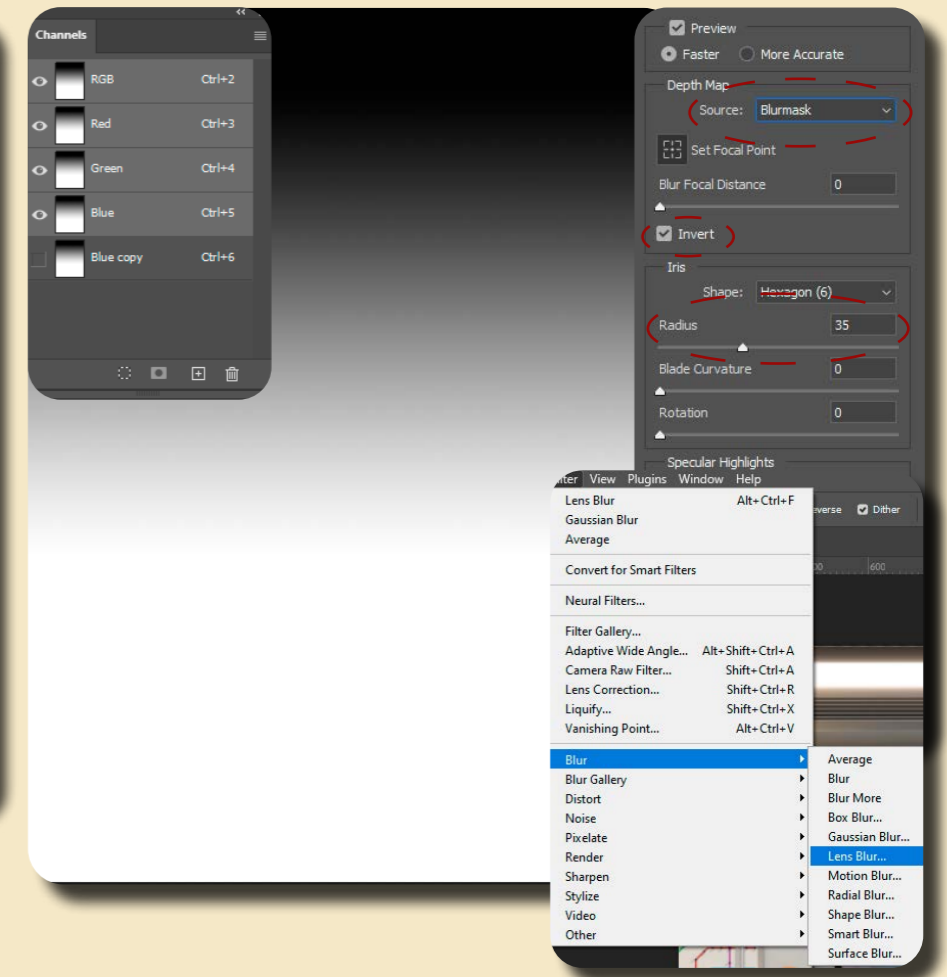 Channels
RGB Ctrl+2
Red Ctrl+3
Green Ctrl+4
Blue Ctrl+5
Blue copy Ctrl+6
Preview
Faster More Accurate
Depth Map
Source: Blurmask
Set Focal Point
Blur Focal Distance 0
Invert
Iris
Shape: Hexagon (6)
Radius 35
Blade Curvature 0
Rotation 0
Specular Highlights
View Plugins Window Help
Lens Blur Alt+Ctrl+F
Gaussian Blur
Average
Convert for Smart Filters
Neural Filters...
Filter Gallery...
Adaptive Wide Angle... Alt+Shift+Ctrl+A
Camera Raw Filter... Shift+Ctrl+A
Lens Correction... Shift+Ctrl+R
Liquify... Shift+Ctrl+X
Vanishing Point... Alt+Ctrl+V
Blur
Blur Gallery
Distort
Noise
Pixelate
Render
Sharpen
Stylize
Video
Other
Dither
600
Average
Blur
Blur More
Box Blur...
Gaussian Blur...
Lens Blur...
Motion Blur...
Radial Blur...
Shape Blur...
Smart Blur...
Surface Blur...